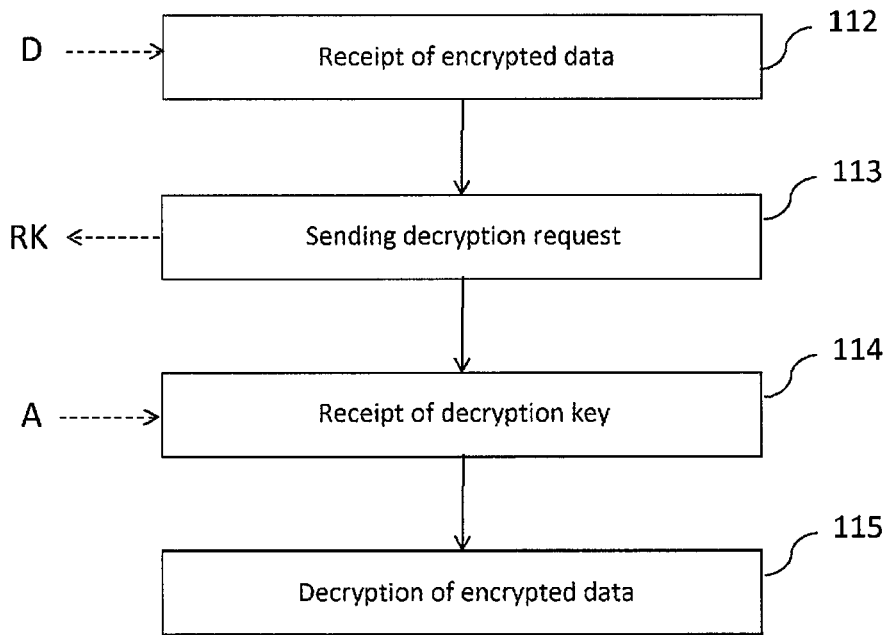 112
D
Receipt of encrypted data
113
RK
Sending decryption request
114
A
Receipt of decryption key
115
Decryption of encrypted data